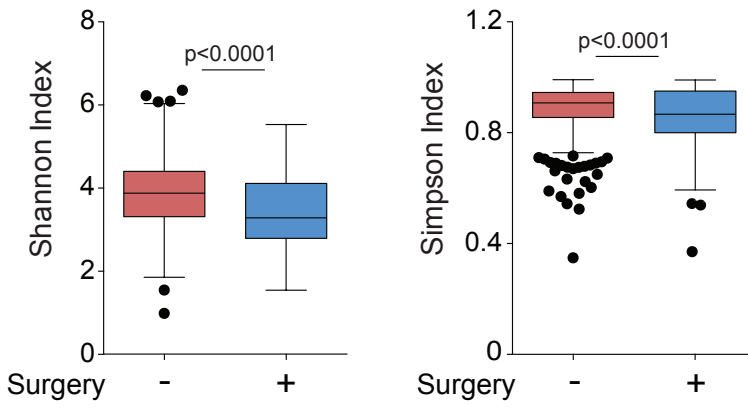 8
p<0.0001
6
4
2
0
Shannon Index
Surgery - +
1.2
p<0.0001
0.8
0.4
0
Simpson Index
Surgery - +